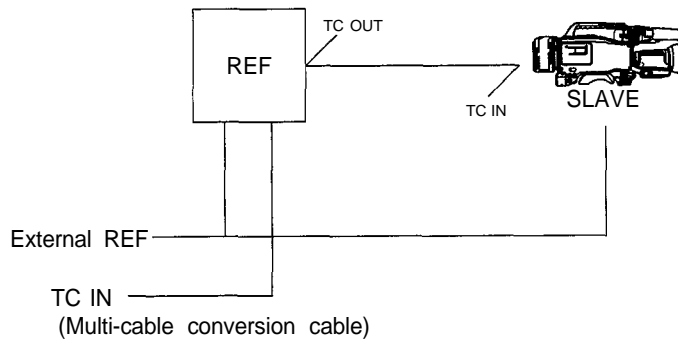 TC OUT
REF
TC IN
SLAVE
External REF
TC IN
(Multi-cable conversion cable)